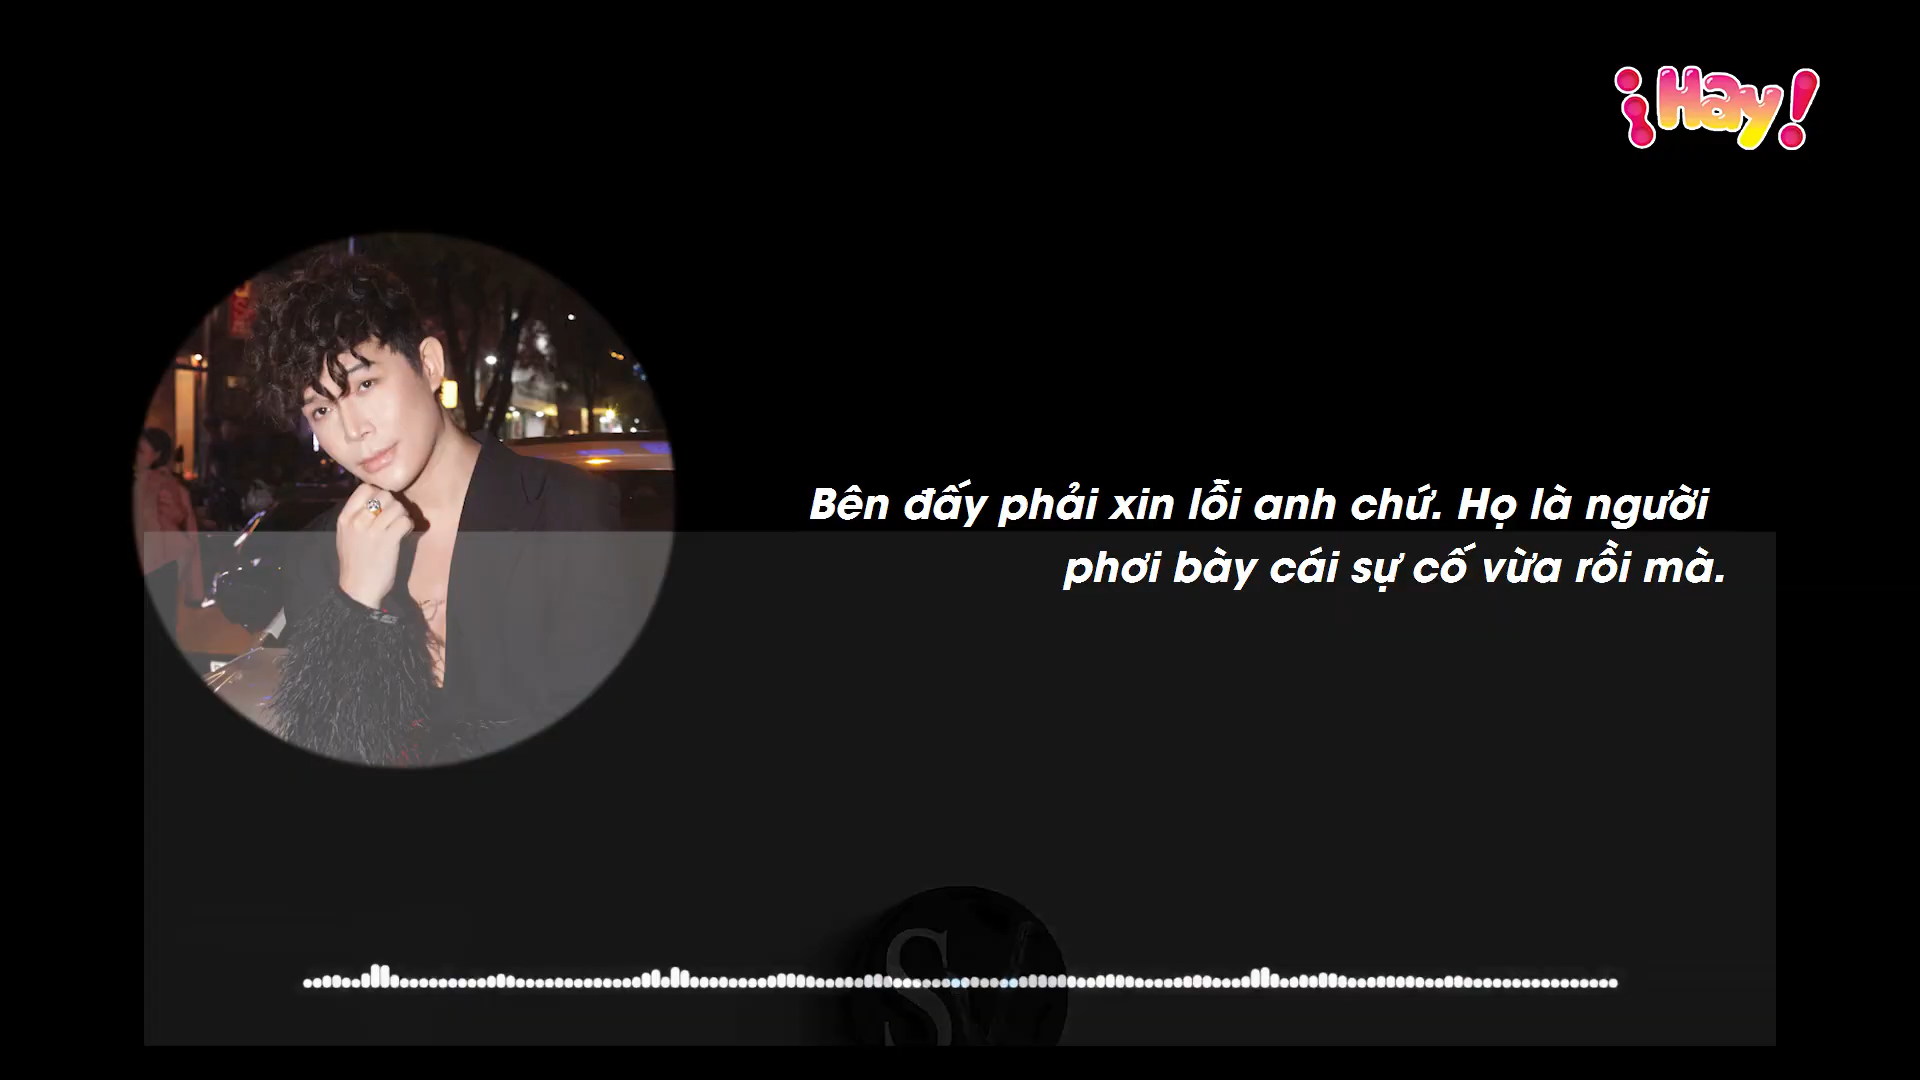 ¡Hay!
Bên đấy phải xin lỗi anh chứ. Họ là người
phơi bày cái sự cố vừa rồi mà.
S